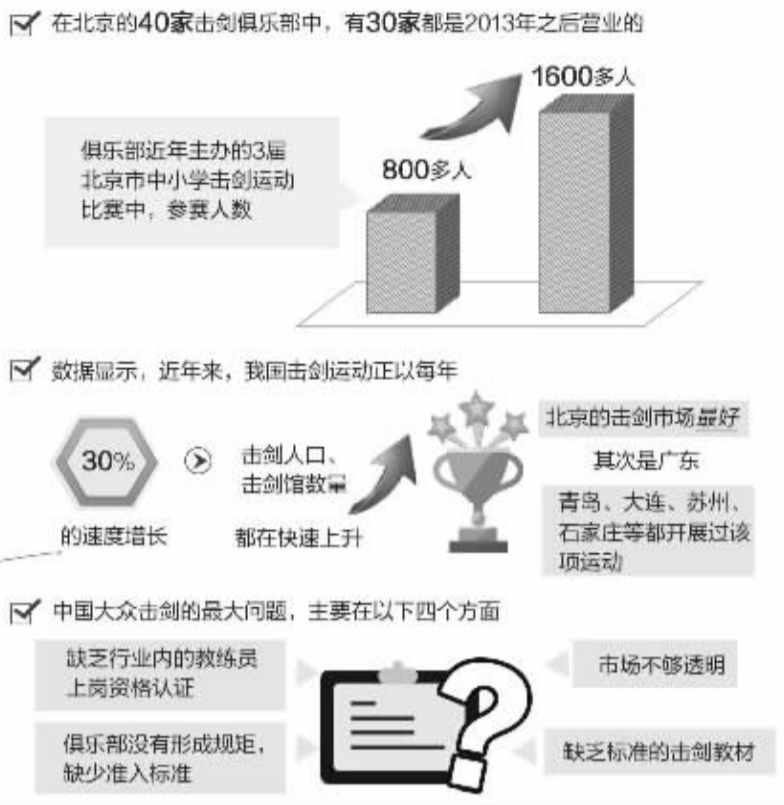 在北京的40家击剑俱乐部中，有30家都是2013年之后营业的
1600多人
800多人
俱乐部近年主办的3届
北京市中小学击剑运动
比赛中，参赛人数
数据显示，近年来，我国击剑运动正以每年
30%
的速度增长
击剑人口、
击剑馆数量
都在快速上升
北京的击剑市场最好
其次是广东
青岛、大连、苏州、
石家庄等都开展过该
项运动
中国大众击剑的最大问题，主要在以下四个方面
缺乏行业内的教练员
上岗资格认证
俱乐部没有形成规矩，
缺少准入标准
市场不够透明
缺乏标准的击剑教材